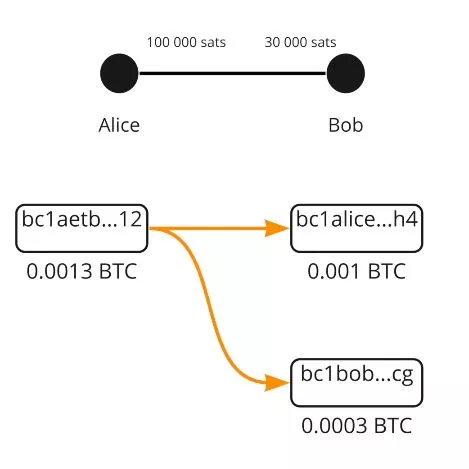 100 000 sats 30 000 sats
Alice Bob
bc1aetb...12 bc1alice...h4
0.0013 BTC 0.001 BTC
bc1bob...cg
0.0003 BTC